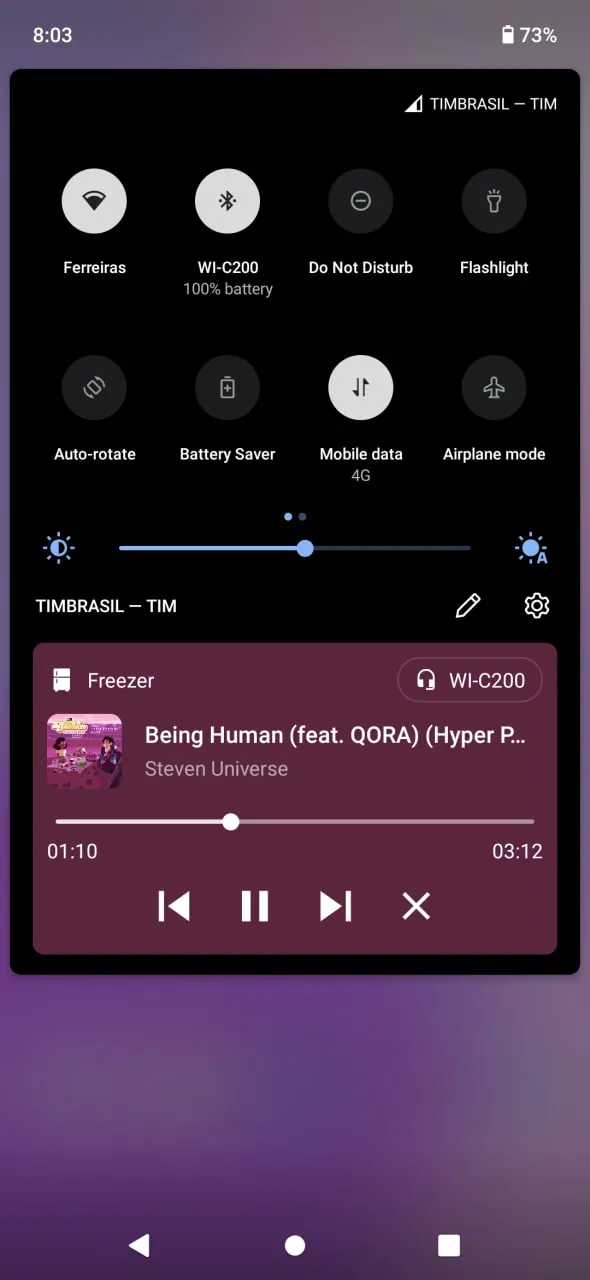 8:03
73%
TIMBRASIL — TIM
Ferreiras
WI-C200
100% battery
Do Not Disturb
Flashlight
Auto-rotate
Battery Saver
Mobile data
4G
Airplane mode
A
TIMBRASIL — TIM
Freezer
WI-C200
Being Human (feat. QORA) (Hyper P…
Steven Universe
01:10
03:12